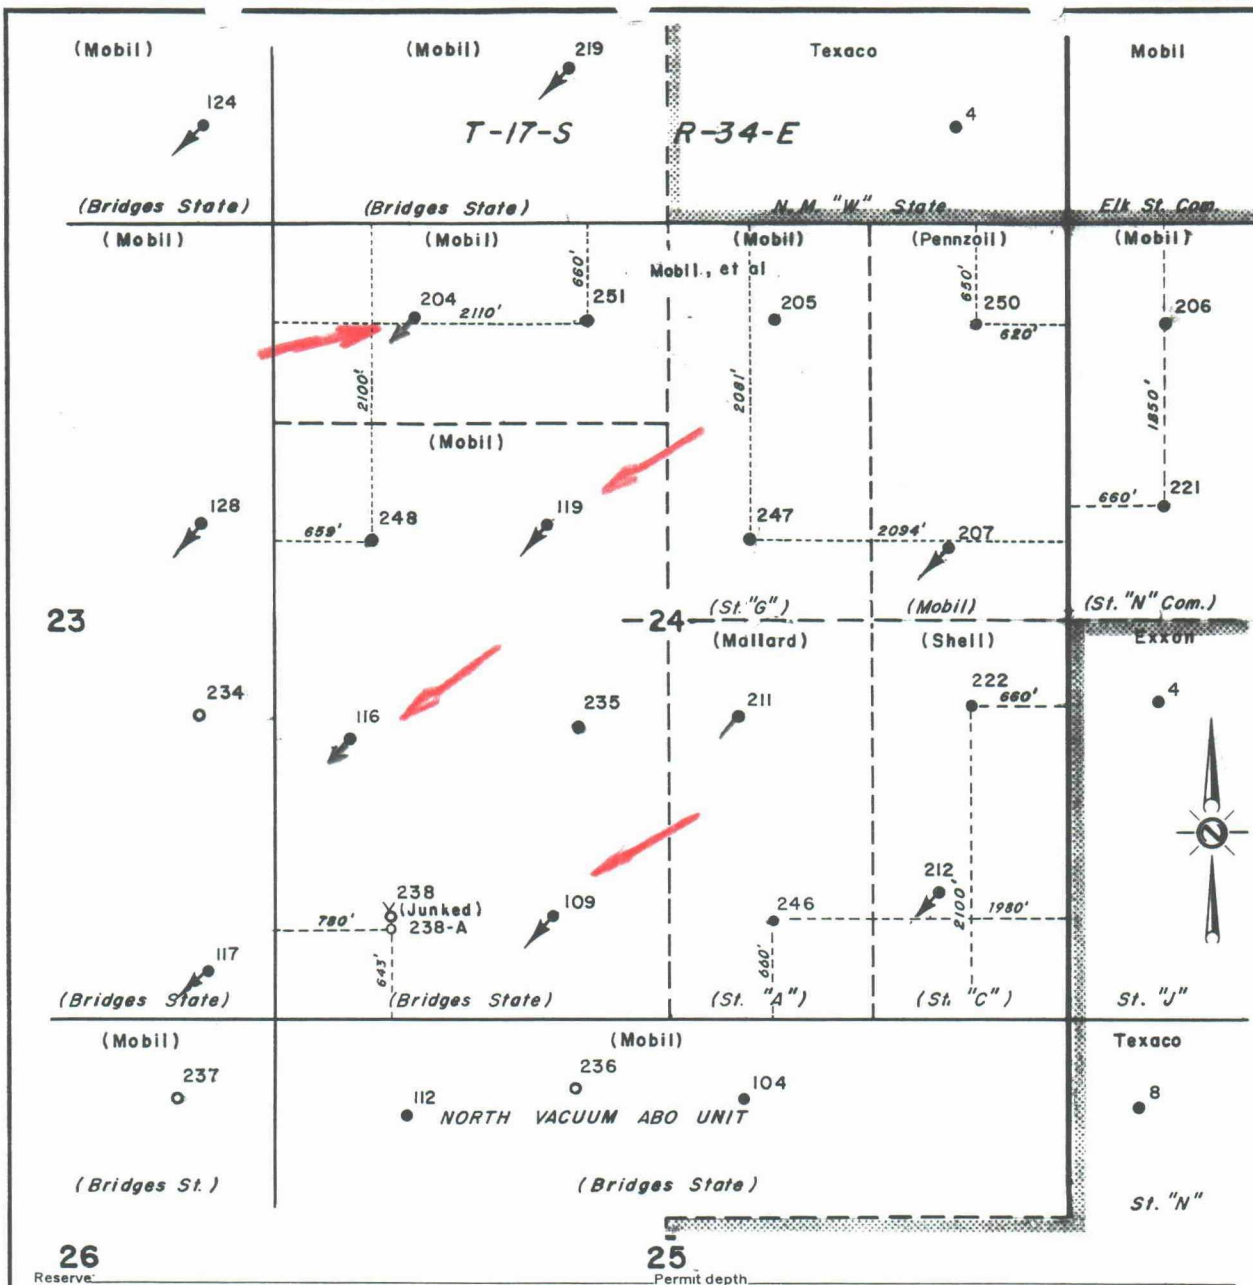 (Mobil) (Mobil) 219 Texaco Mobil
124 4
T-17-S R-34-E
(Bridges State) (Bridges State) N. M. "W" State Elk St. Com.
(Mobil) (Mobil) (Mobil) (Pennzoil) (Mobil)
660' 650'
Mobil, et al
204 2110' 251 205 250 620' 206
2100' 2081' 1850'
(Mobil)
128 119 660' 221
659' 248 247 2094' 207
(St. "G") (Mobil) (St. "N" Com.)
23 24
(Mallard) (Shell) Exxon
234 235 211 222 660' 4
116
N
238 212
(Junked) 109 246 2100' 1980'
780' 238-A
117 643' 660'
(Bridges State) (Bridges State) (St. "A") (St. "C") St. "J"
(Mobil) (Mobil) Texaco
237 236 104 8
112 NORTH VACUUM ABO UNIT
(Bridges St.) (Bridges State) St. "N"
26 25
Reserve Permit depth